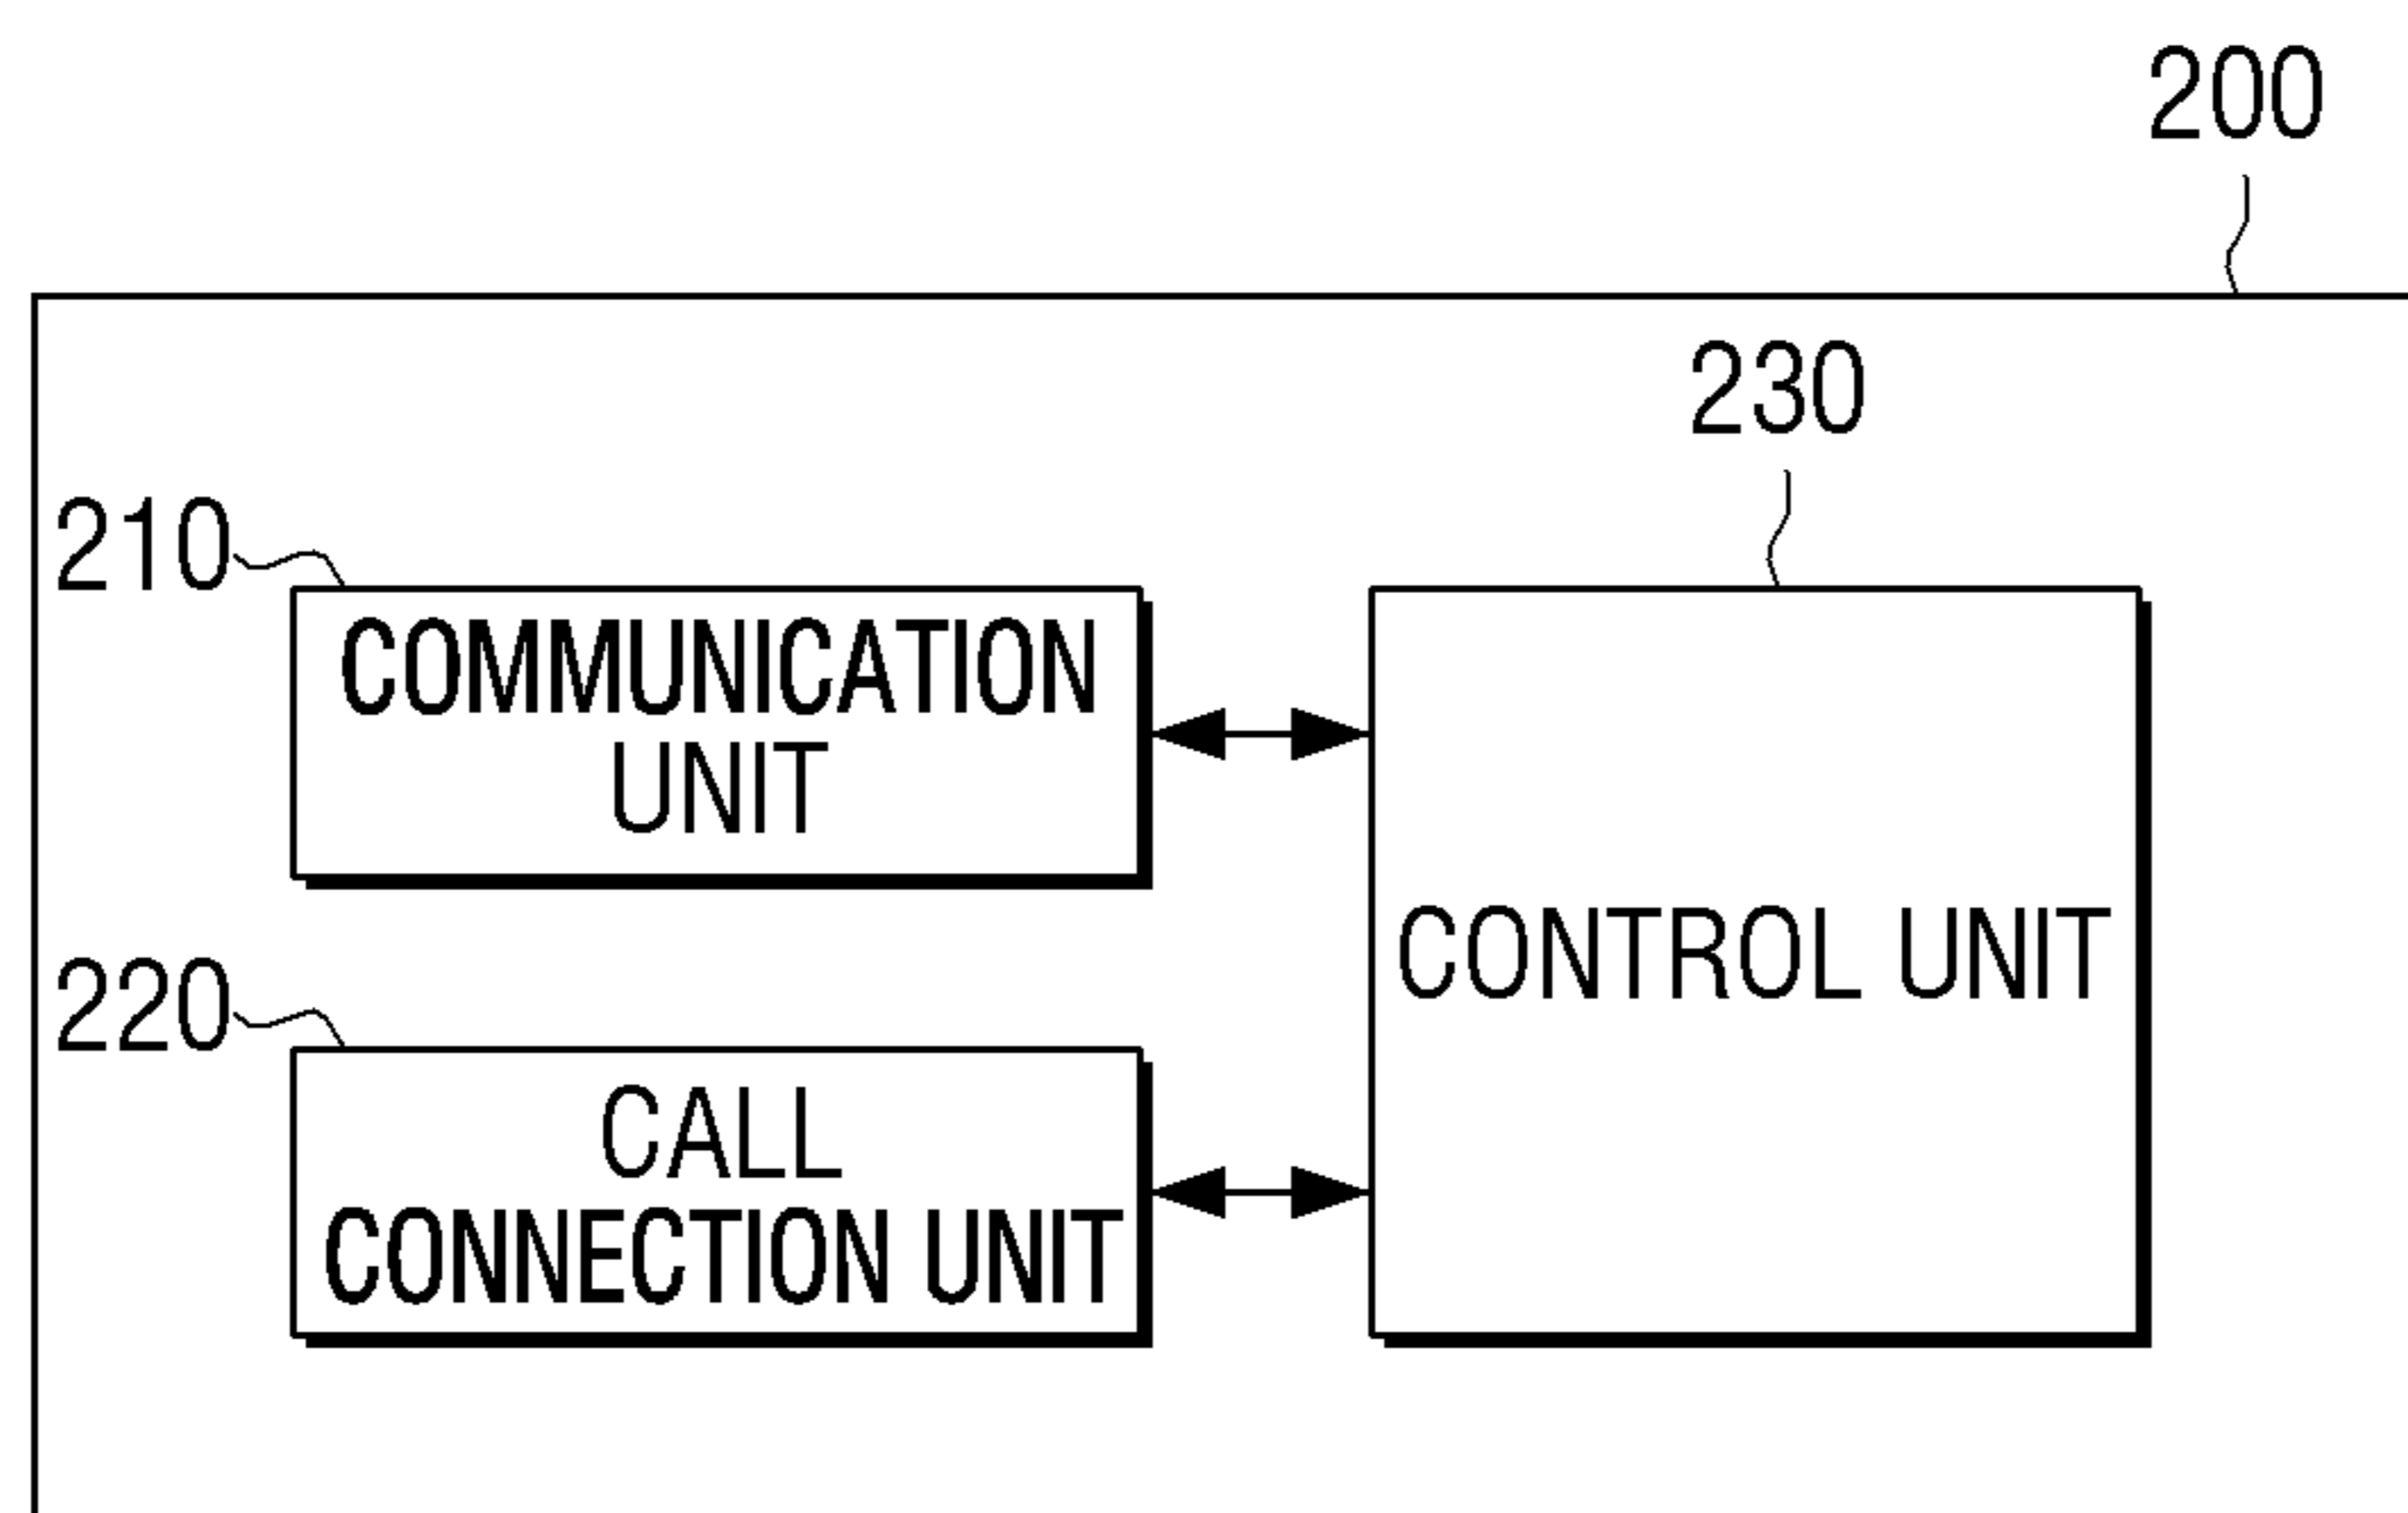 200
230
210
COMMUNICATION
UNIT
CONTROL UNIT
220
CALL
CONNECTION UNIT